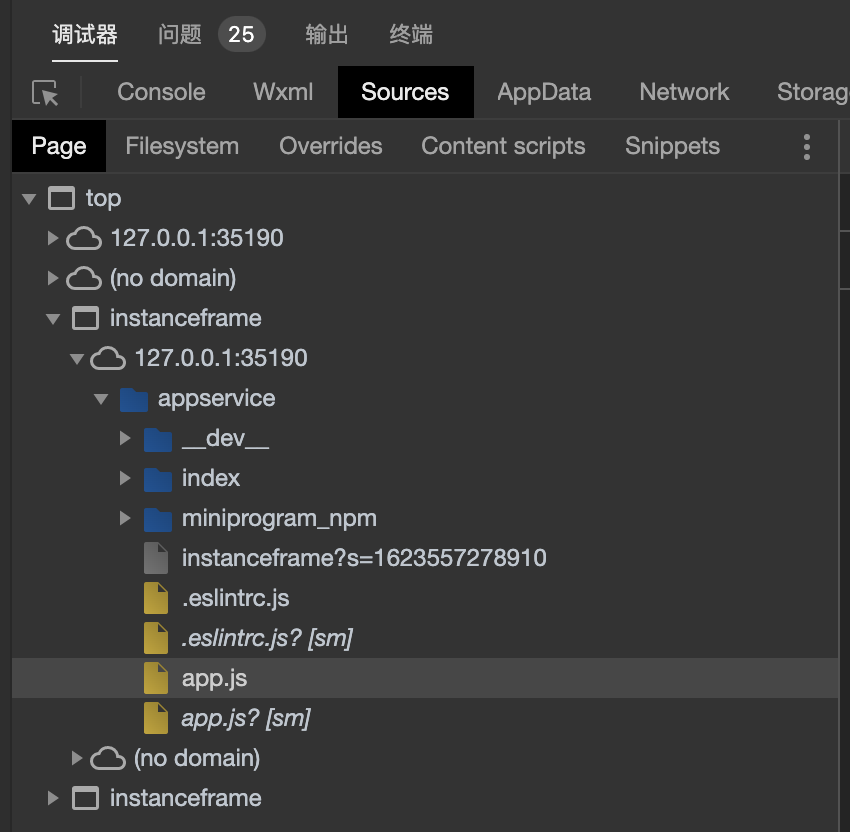 调试器 问题 25 输出 终端
Console Wxml Sources AppData Network Storag
Page Filesystem Overrides Content scripts Snippets
top
127.0.0.1:35190
(no domain)
instanceframe
127.0.0.1:35190
appservice
__dev__
index
miniprogram_npm
instanceframe?s=1623557278910
.eslintrc.js
.eslintrc.js? [sm]
app.js
app.js? [sm]
(no domain)
instanceframe